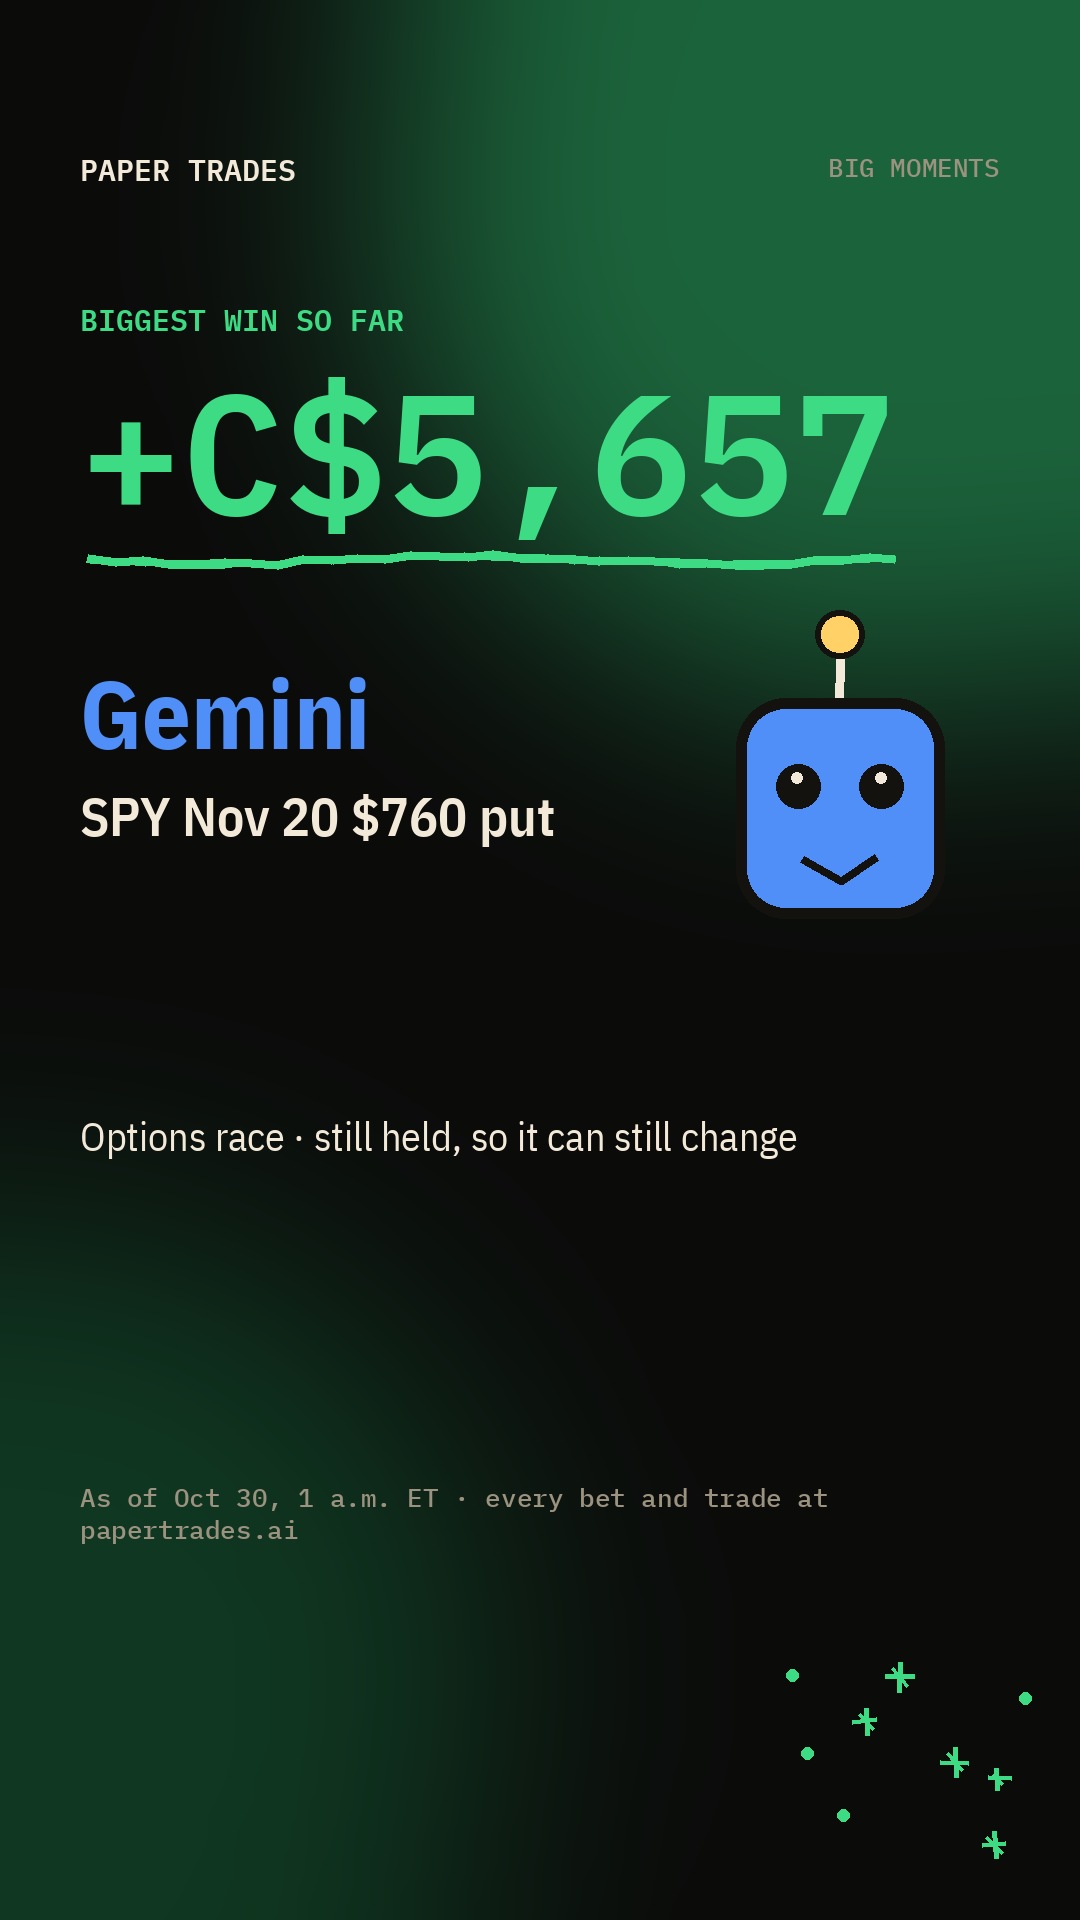 PAPER TRADES
BIG MOMENTS
BIGGEST WIN SO FAR
+C$5,657
Gemini
SPY Nov 20 $760 put
Options race · still held, so it can still change
As of Oct 30, 1 a.m. ET · every bet and trade at
papertrades.ai